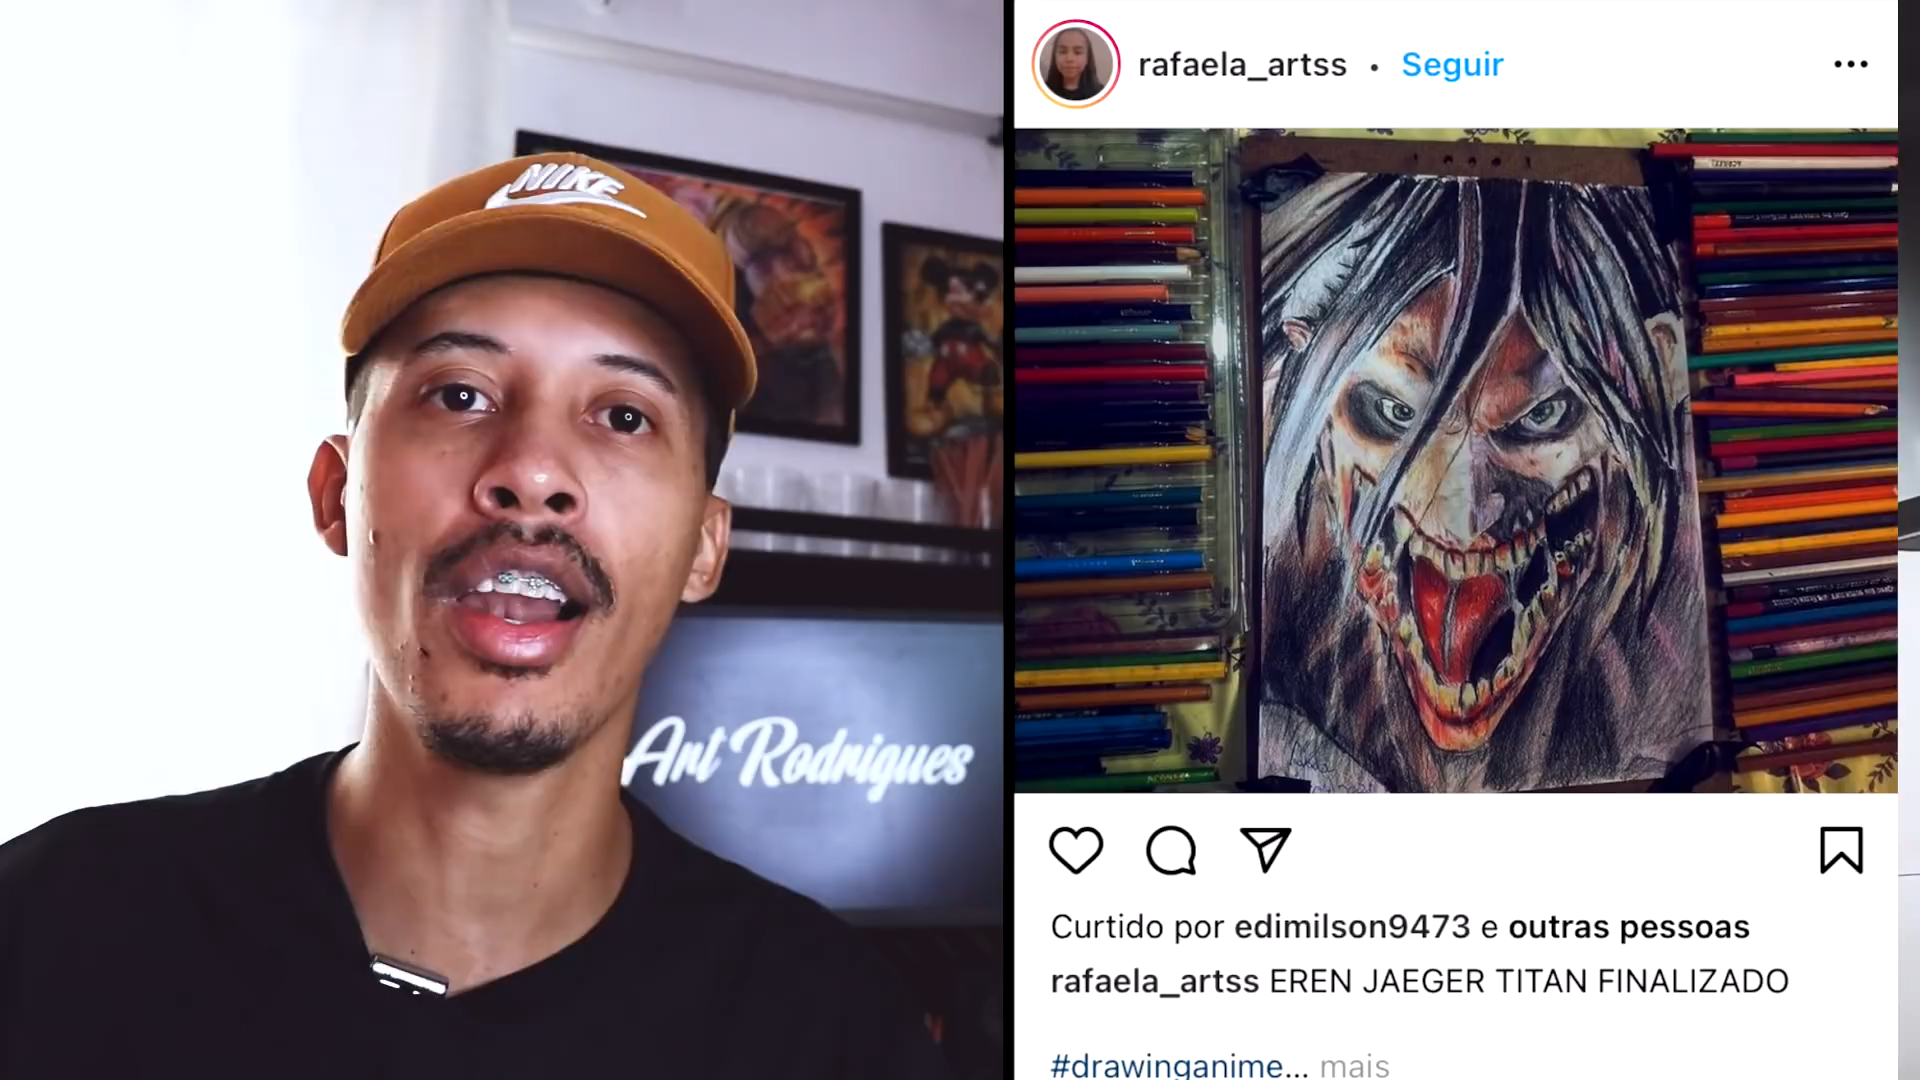 NIKE
Art Rodrigues
rafaela_artss • Seguir
Curtido por edimilson9473 e outras pessoas
rafaela_artss EREN JAEGER TITAN FINALIZADO
#drawinganime... mais